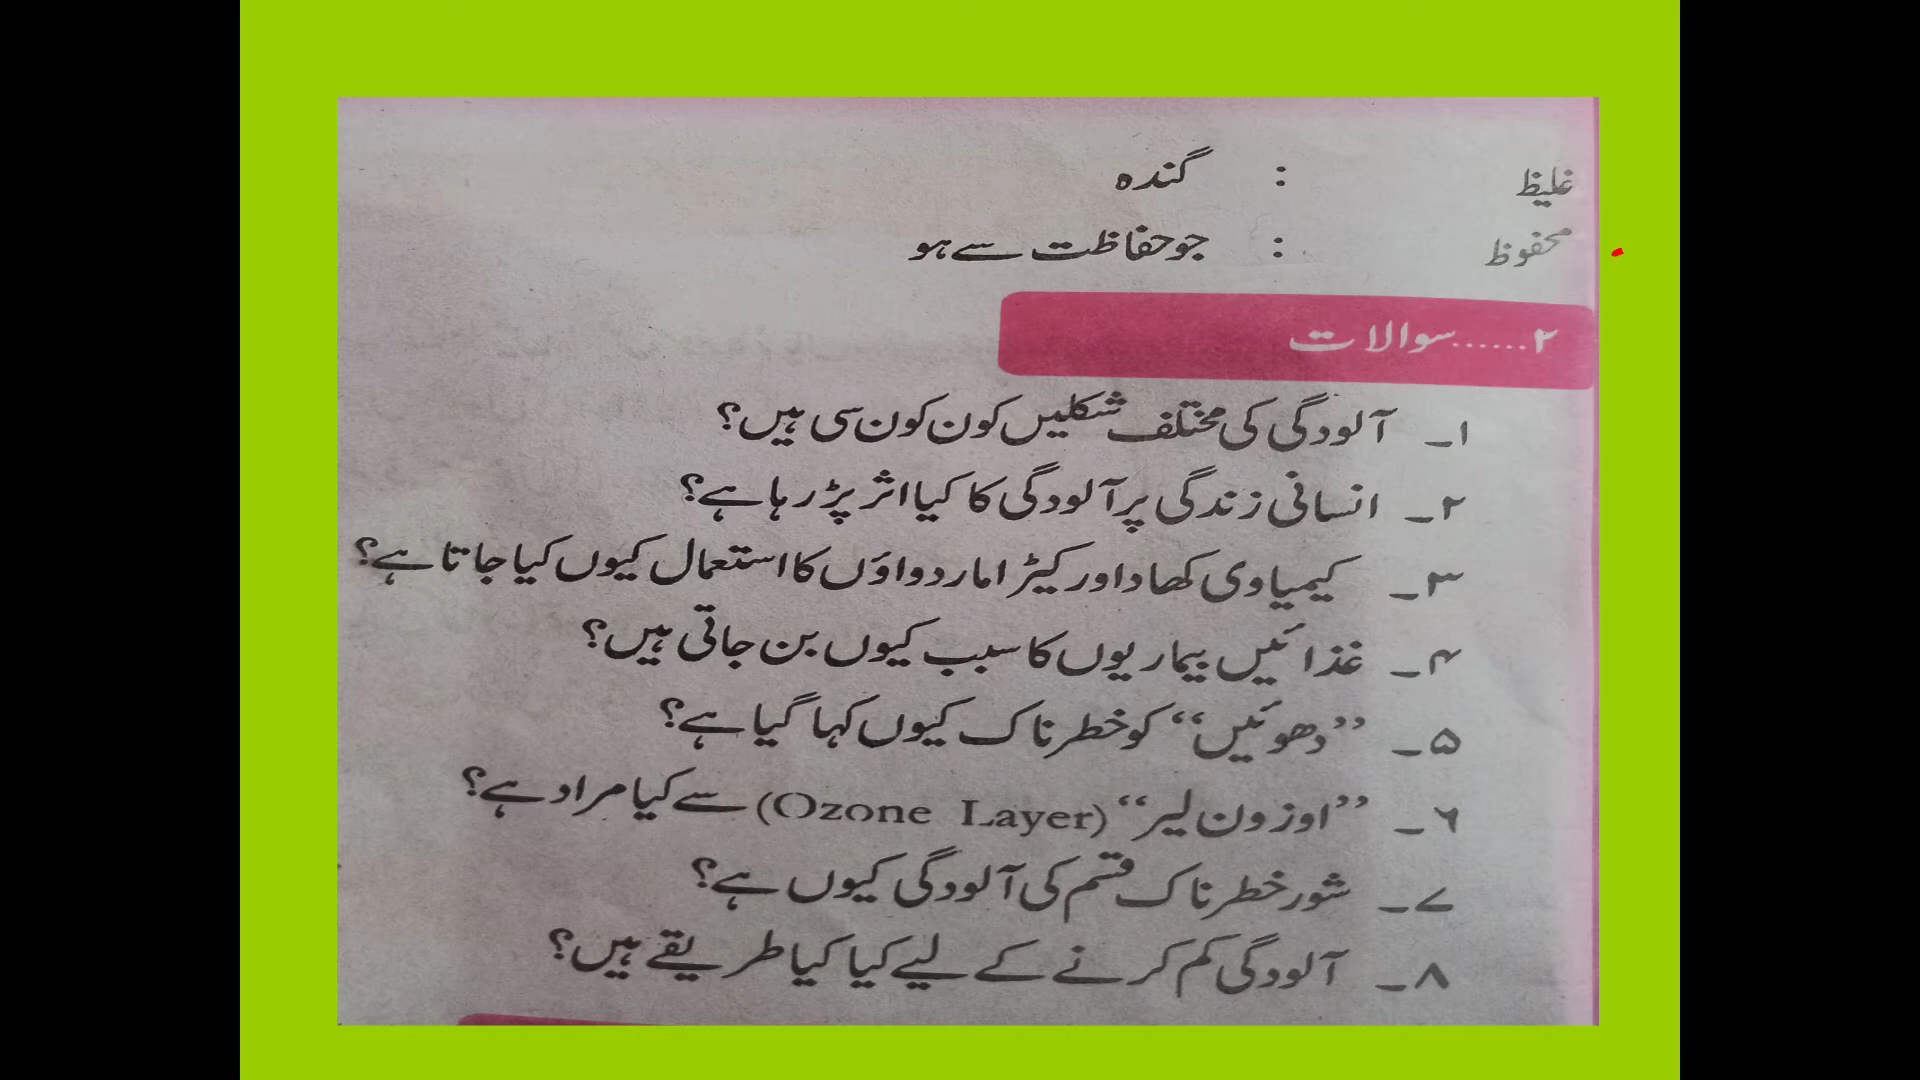 غلیظ : گندہ
محفوظ : جو حفاظت سے ہو
۲......سوالات
۱۔ آلودگی کی مختلف شکلیں کون کون سی ہیں؟
۲۔ انسانی زندگی پر آلودگی کا کیا اثر پڑ رہا ہے؟
۳۔ کیمیاوی کھاد اور کیڑا مار دواؤں کا استعمال کیوں کیا جاتا ہے؟
۴۔ غذائیں بیماریوں کا سبب کیوں بن جاتی ہیں؟
۵۔ ”دھوئیں“ کو خطرناک کیوں کہا گیا ہے؟
۶۔ ”اوزون لیر“ (Ozone Layer) سے کیا مراد ہے؟
۷۔ شور خطرناک قسم کی آلودگی کیوں ہے؟
۸۔ آلودگی کم کرنے کے لیے کیا کیا طریقے ہیں؟